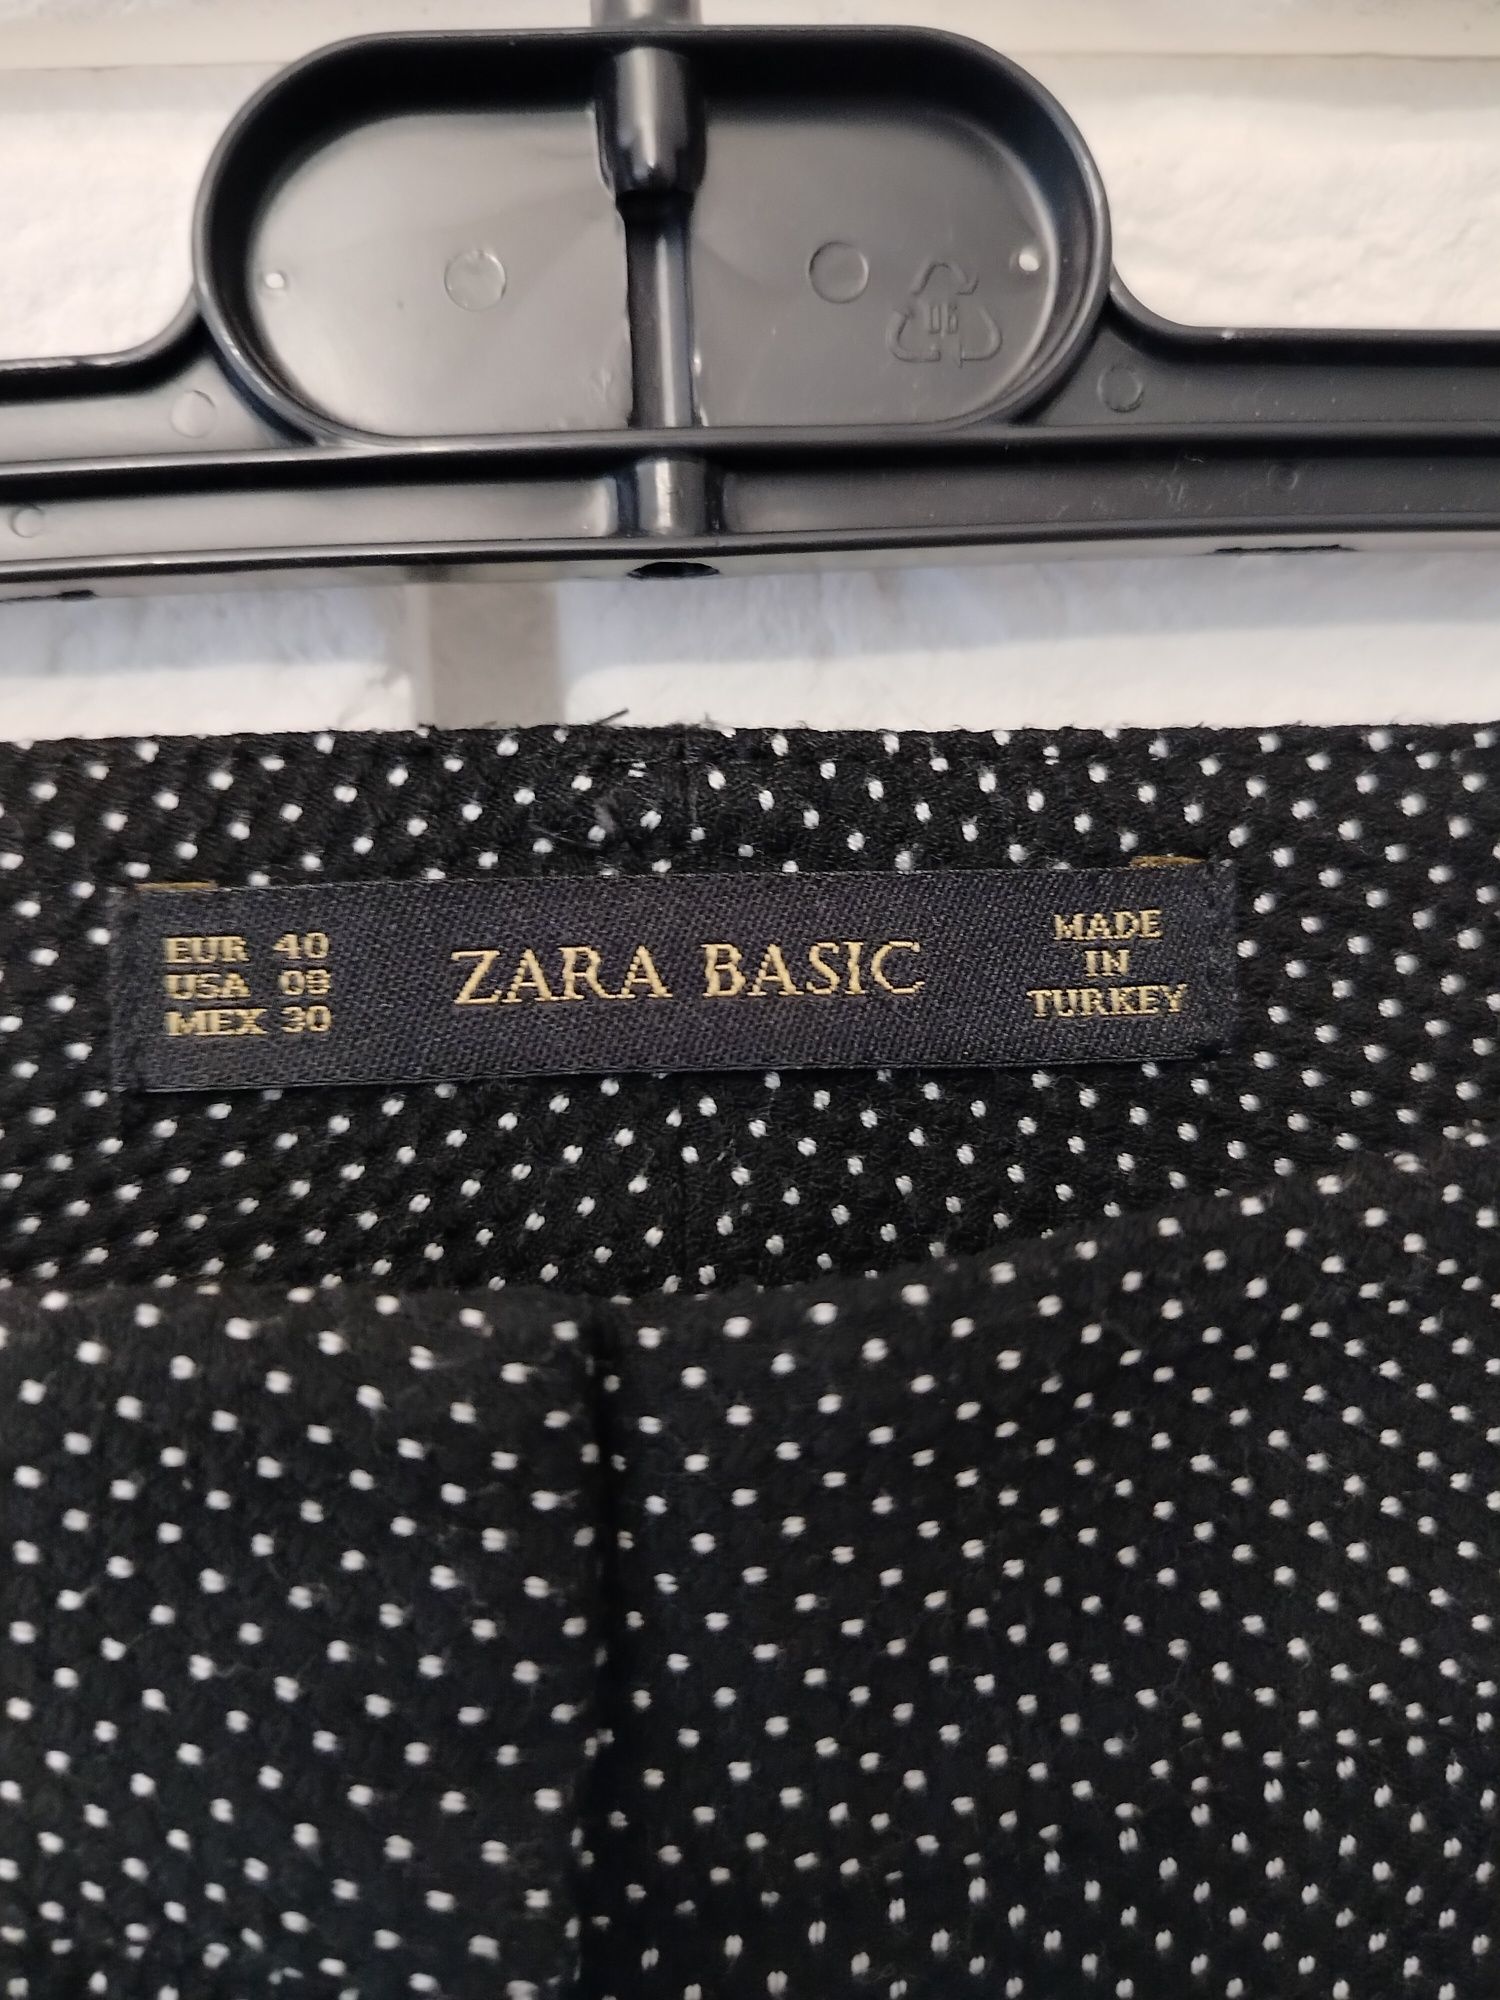 EUR 40
USA 08
MEX 30
ZARA BASIC
MADE
IN
TURKEY